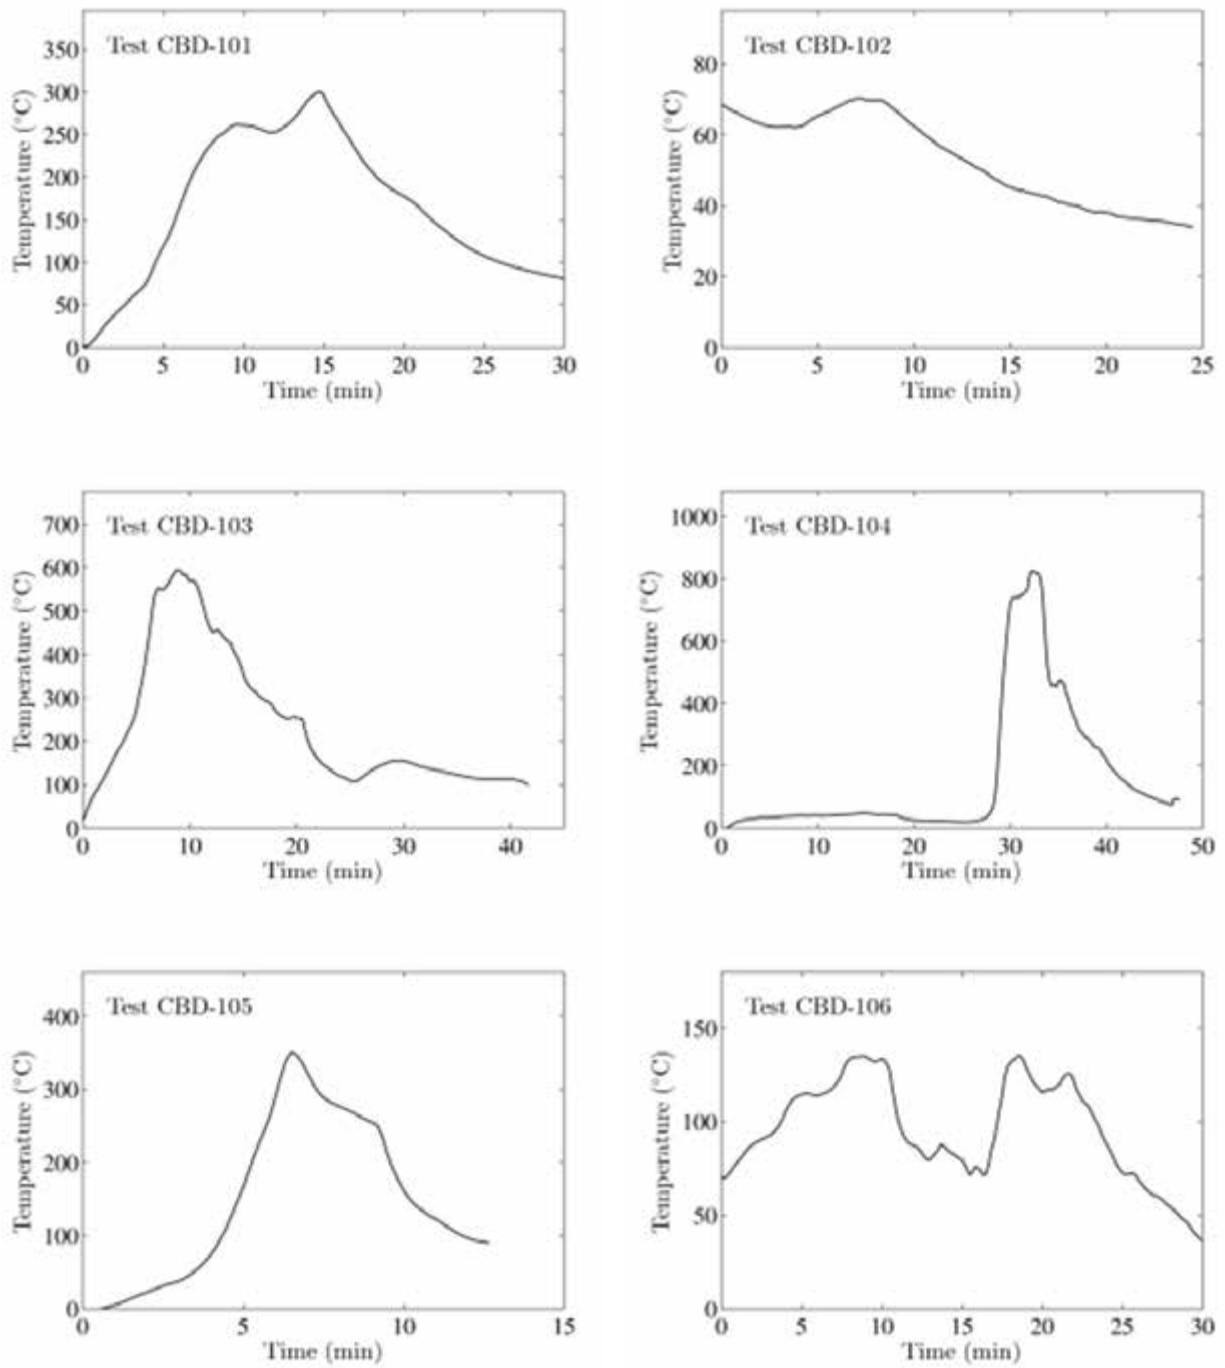 Test CBD-101
350
300
250
200
150
100
50
0
Temperature (°C)
0 5 10 15 20 25 30
Time (min)
Test CBD-102
80
60
40
20
0
Temperature (°C)
0 5 10 15 20 25
Time (min)
Test CBD-103
700
600
500
400
300
200
100
0
Temperature (°C)
0 10 20 30 40
Time (min)
Test CBD-104
1000
800
600
400
200
0
Temperature (°C)
0 10 20 30 40 50
Time (min)
Test CBD-105
400
300
200
100
0
Temperature (°C)
0 5 10 15
Time (min)
Test CBD-106
150
100
50
0
Temperature (°C)
0 5 10 15 20 25 30
Time (min)